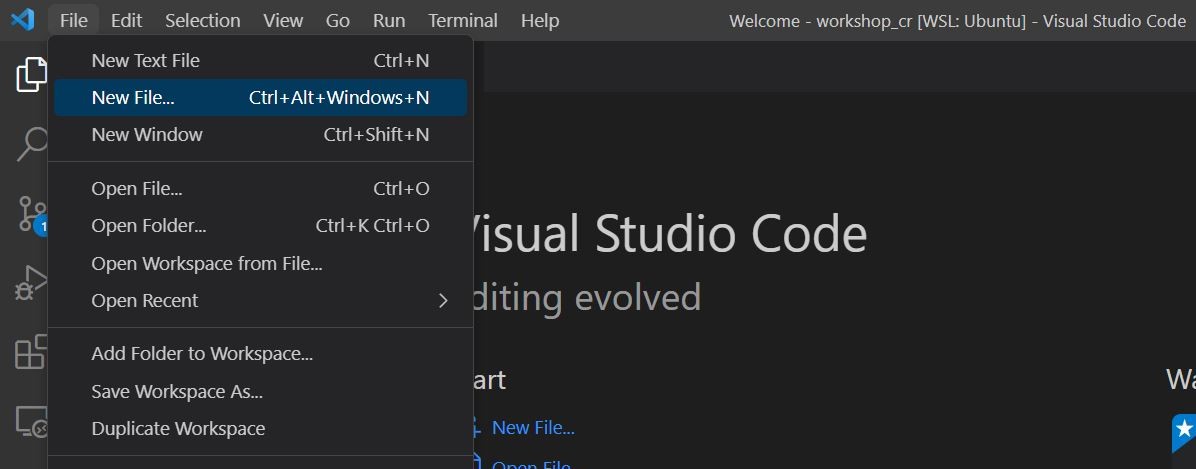 File Edit Selection View Go Run Terminal Help Welcome - workshop_cr [WSL: Ubuntu] - Visual Studio Code
New Text File Ctrl+N
New File... Ctrl+Alt+Windows+N
New Window Ctrl+Shift+N
Open File... Ctrl+O
Open Folder... Ctrl+K Ctrl+O
Open Workspace from File...
Open Recent
Add Folder to Workspace...
Save Workspace As...
Duplicate Workspace
1
Visual Studio Code
diting evolved
art
New File...
Open File
Wa